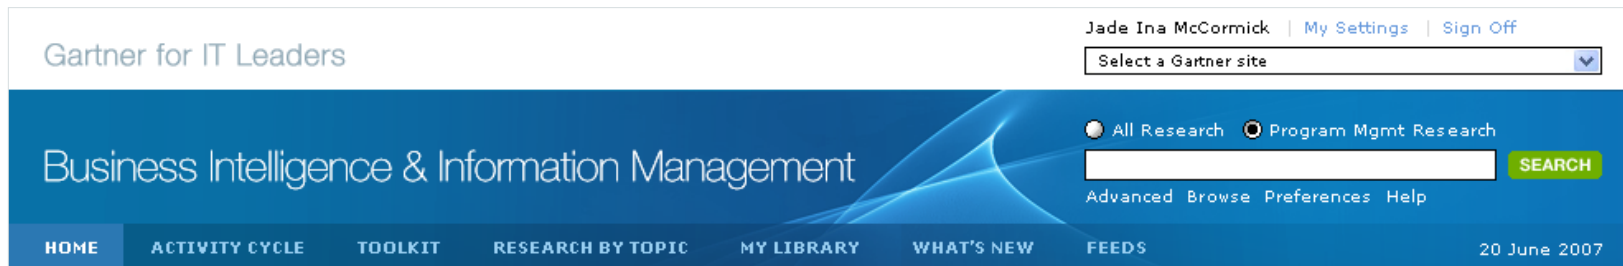 Jade Ina McCormick | My Settings | Sign Off
Gartner for IT Leaders
Select a Gartner site
All Research Program Mgmt Research
Business Intelligence & Information Management
SEARCH
Advanced Browse Preferences Help
HOME ACTIVITY CYCLE TOOLKIT RESEARCH BY TOPIC MY LIBRARY WHAT'S NEW FEEDS 20 June 2007